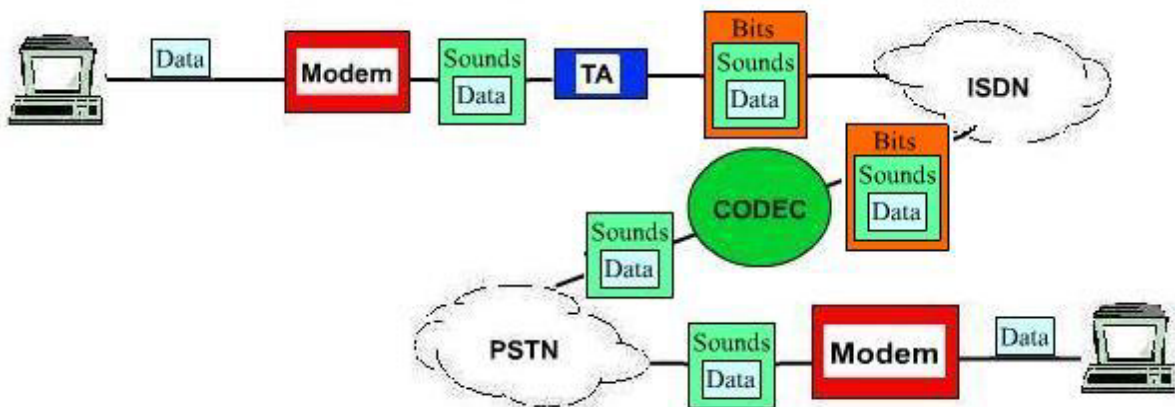 Data
Modem
Sounds
Data
TA
Bits
Sounds
Data
ISDN
Bits
Sounds
Data
CODEC
Sounds
Data
PSTN
Sounds
Data
Modem
Data